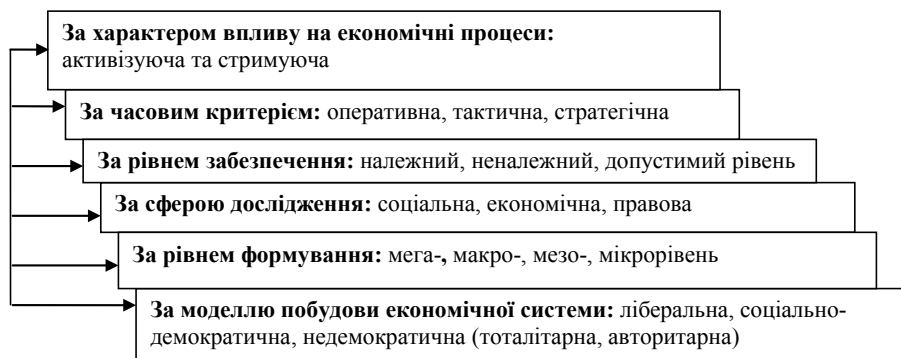 За характером впливу на економічні процеси:
активізуюча та стримуюча
За часовим критерієм: оперативна, тактична, стратегічна
За рівнем забезпечення: належний, неналежний, допустимий рівень
За сферою дослідження: соціальна, економічна, правова
За рівнем формування: мега-, макро-, мезо-, мікрорівень
За моделлю побудови економічної системи: ліберальна, соціально-
демократична, недемократична (тоталітарна, авторитарна)